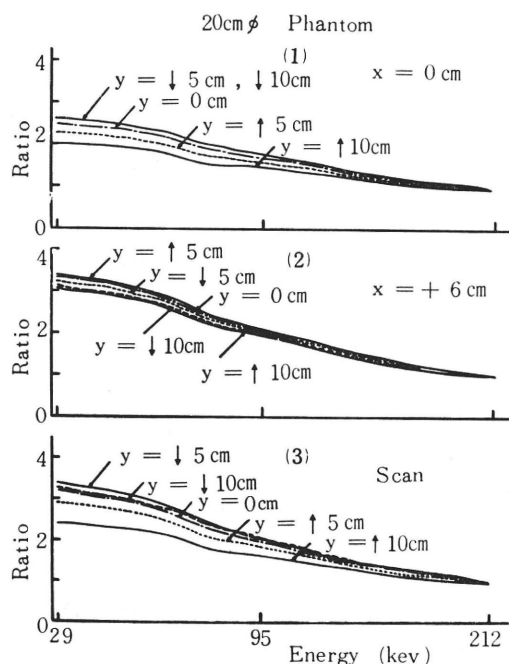 20cmφ Phantom
(1)
4
y = ↓ 5 cm , ↓ 10cm
x = 0 cm
y = 0 cm
y = ↑ 5 cm
2
y = ↑ 10cm
Ratio
0
(2)
4
y = ↑ 5 cm
y = ↓ 5 cm
y = 0 cm
x = + 6 cm
2
y = ↓ 10cm
y = ↑ 10cm
Ratio
0
(3)
4
y = ↓ 5 cm
Scan
y = ↓ 10cm
y = 0cm
y = ↑ 5 cm
2
y = ↑ 10cm
Ratio
0
29
95
212
Energy (kev)